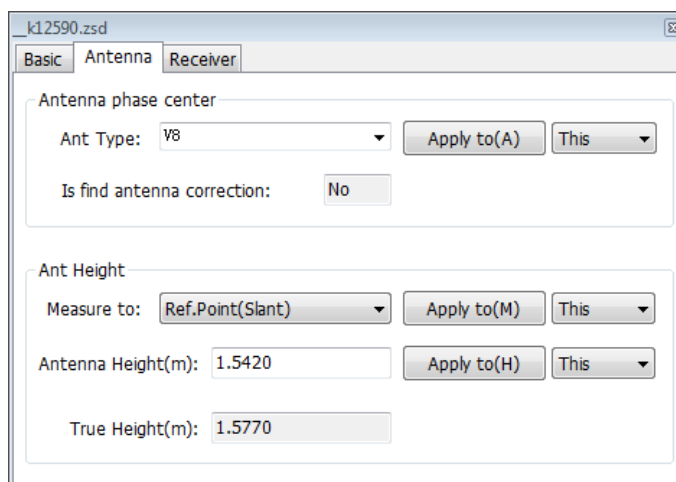 __k12590.zsd
Basic Antenna Receiver
Antenna phase center
Ant Type: V8 Apply to(A) This
Is find antenna correction: No
Ant Height
Measure to: Ref.Point(Slant) Apply to(M) This
Antenna Height(m): 1.5420 Apply to(H) This
True Height(m): 1.5770